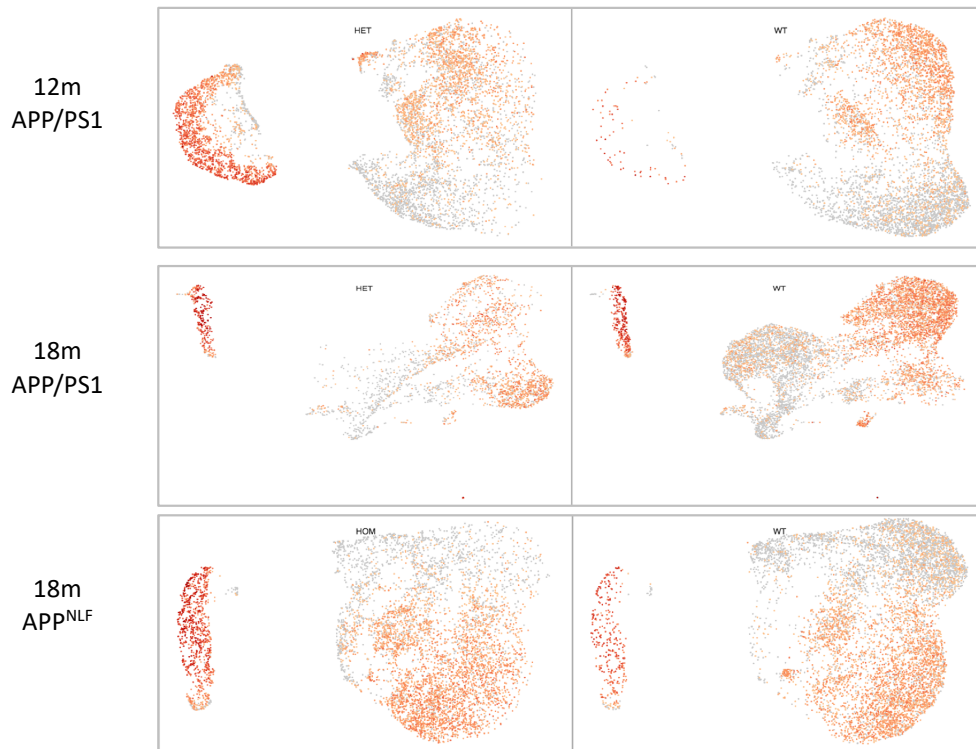 HET
WT
12m
APP/PS1
HET
WT
18m
APP/PS1
HOM
WT
18m
APP^NLF